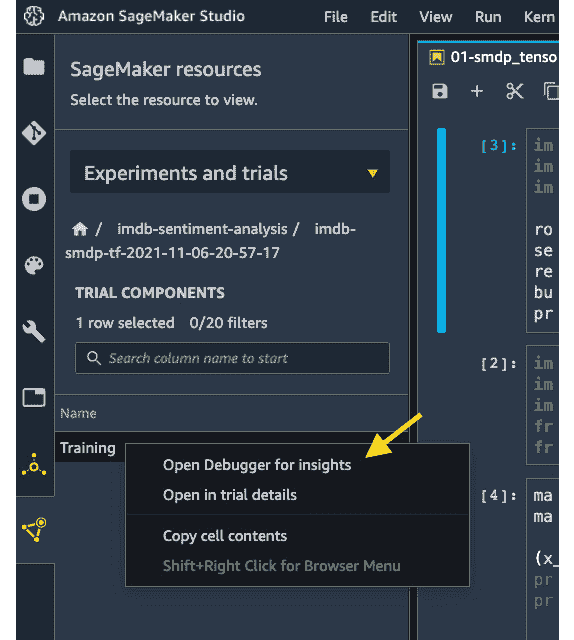 Amazon SageMaker Studio File Edit View Run Kern
SageMaker resources
Select the resource to view.
Experiments and trials
/ imdb-sentiment-analysis / imdb-
smdp-tf-2021-11-06-20-57-17
TRIAL COMPONENTS
1 row selected 0/20 filters
Search column name to start
Name
Training
Open Debugger for insights
Open in trial details
Copy cell contents
Shift+Right Click for Browser Menu
01-smdp_tenso
[3]:
im
im
im
ro
se
re
bu
pr
[2]:
im
im
im
fr
fr
[4]:
ma
ma
(x_
pr
pr